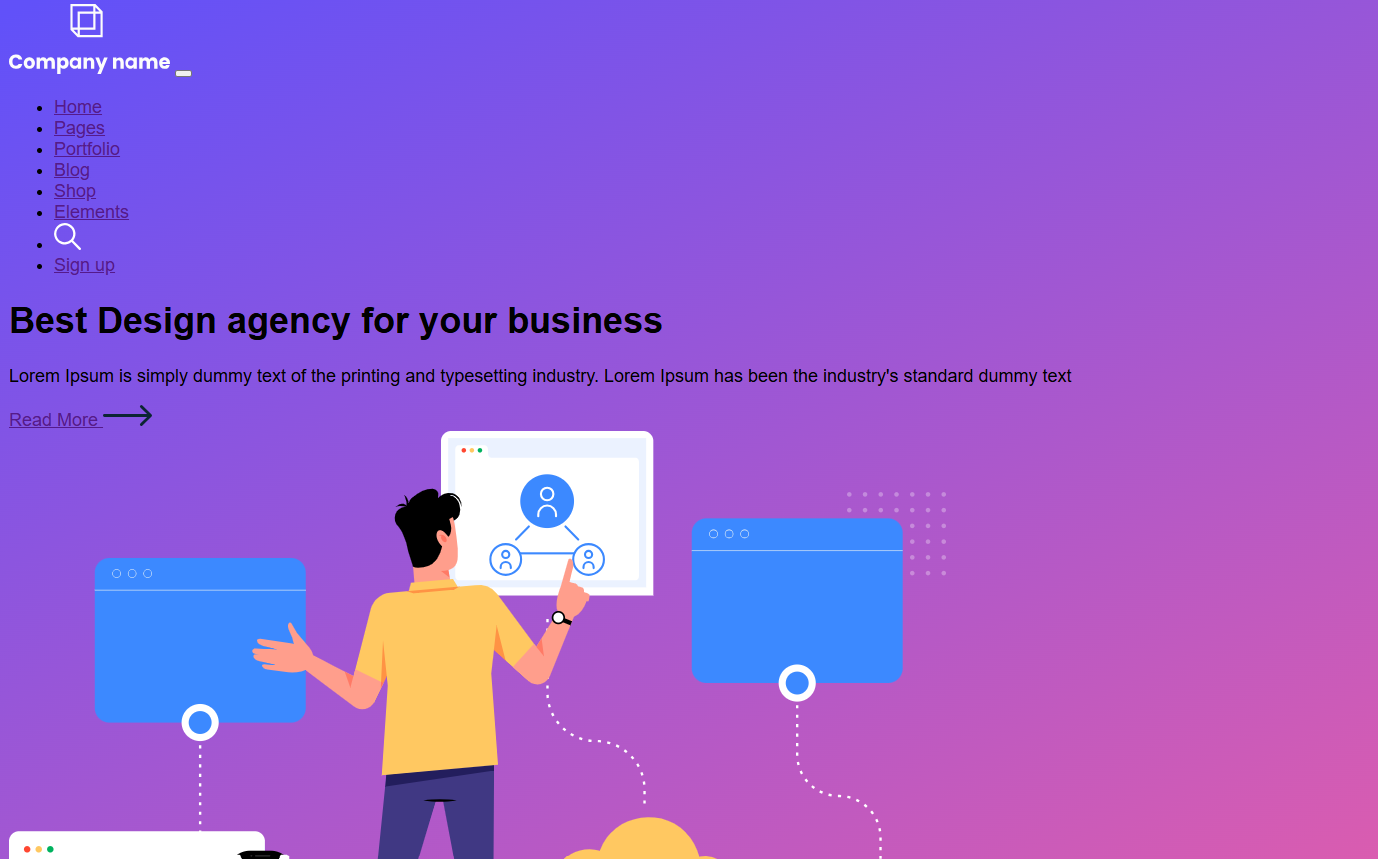 Company name
Home
Pages
Portfolio
Blog
Shop
Elements
Sign up
Best Design agency for your business
Lorem Ipsum is simply dummy text of the printing and typesetting industry. Lorem Ipsum has been the industry's standard dummy text
Read More